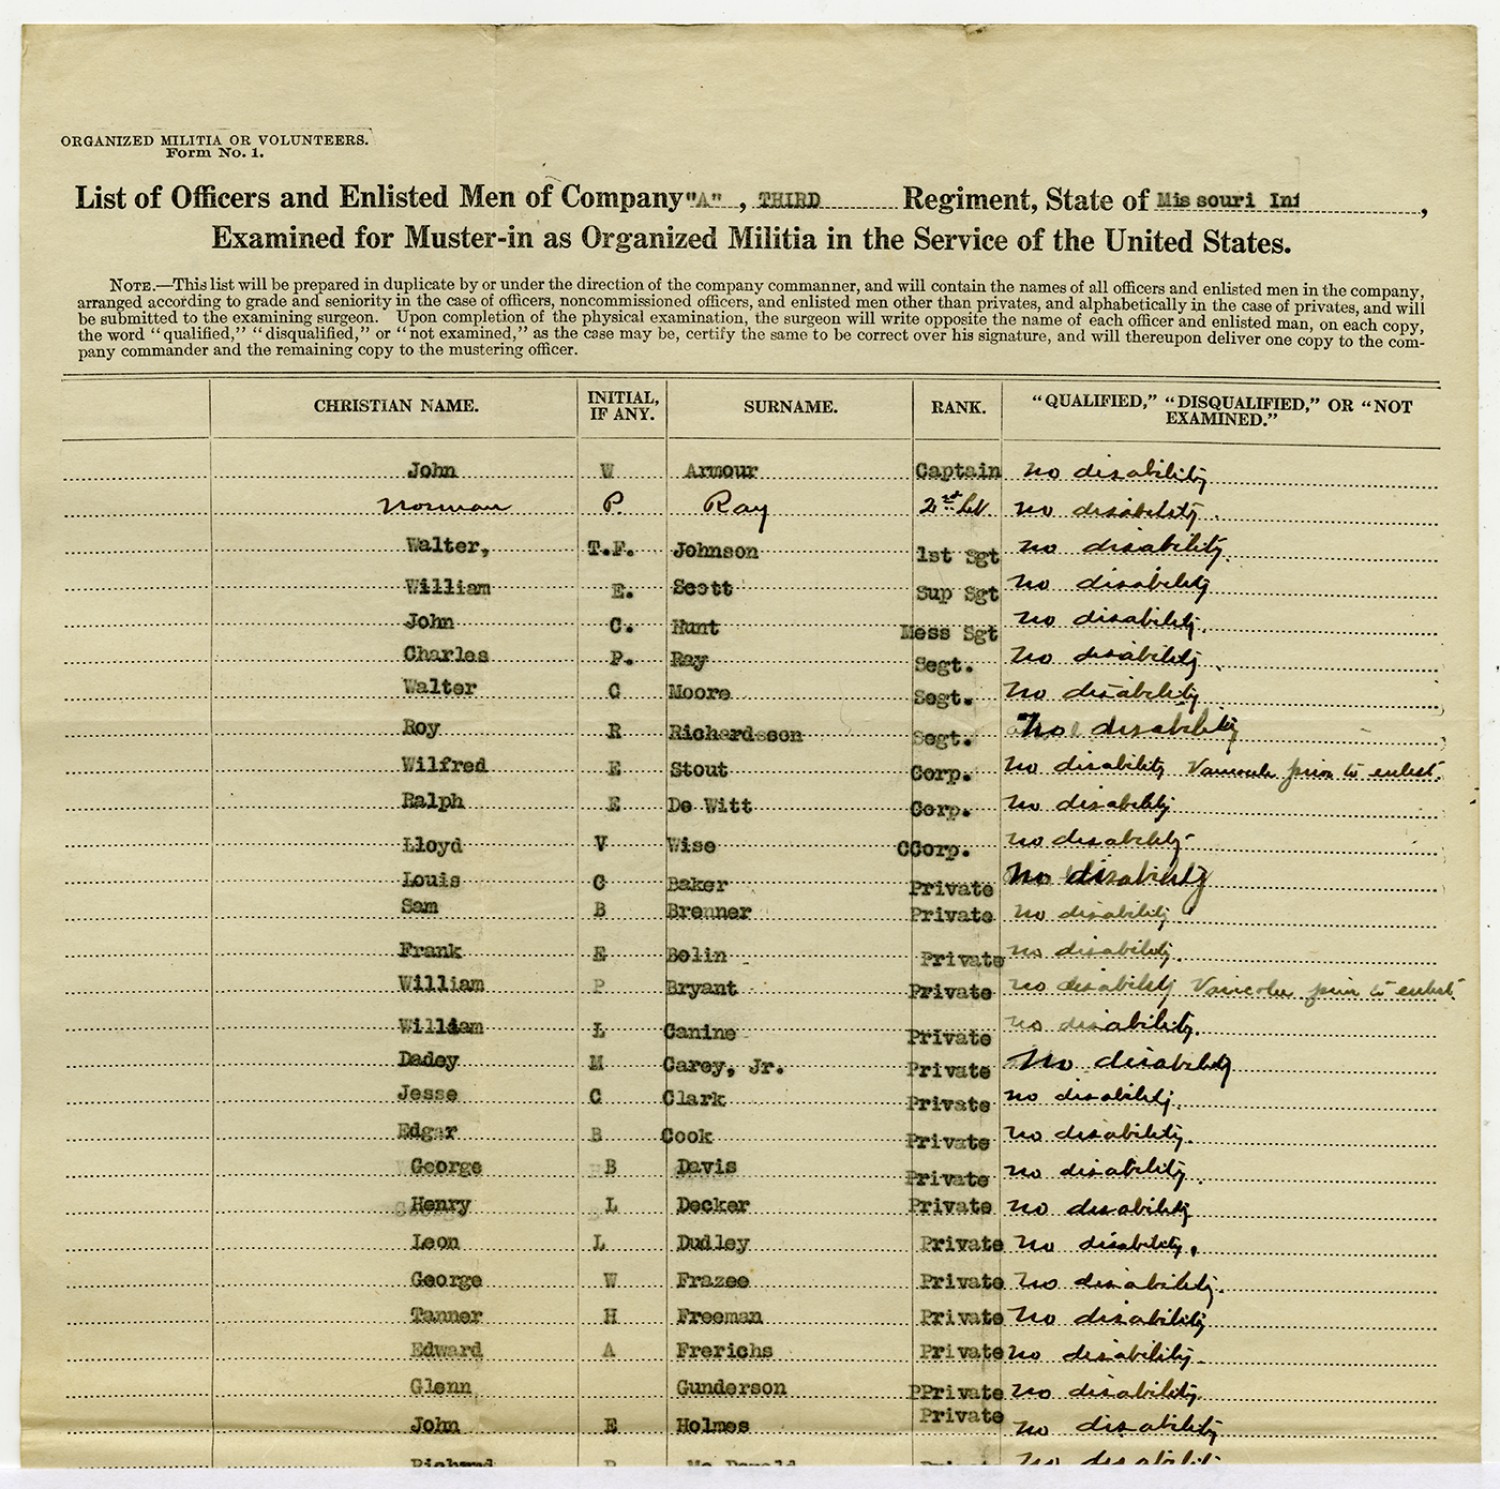 ORGANIZED MILITIA OR VOLUNTEERS.
Form No. 1.
List of Officers and Enlisted Men of Company "A", THIRD Regiment, State of Missouri Inf,
Examined for Muster-in as Organized Militia in the Service of the United States.
NOTE.—This list will be prepared in duplicate by or under the direction of the company commanner, and will contain the names of all officers and enlisted men in the company,
arranged according to grade and seniority in the case of officers, noncommissioned officers, and enlisted men other than privates, and alphabetically in the case of privates, and will
be submitted to the examining surgeon. Upon completion of the physical examination, the surgeon will write opposite the name of each officer and enlisted man, on each copy,
the word "qualified," "disqualified," or "not examined," as the case may be, certify the same to be correct over his signature, and will thereupon deliver one copy to the com-
pany commander and the remaining copy to the mustering officer.
CHRISTIAN NAME. INITIAL, IF ANY. SURNAME. RANK. "QUALIFIED," "DISQUALIFIED," OR "NOT EXAMINED."
John W Armour Captain no disability
Norman P. Ray 2nd Lt. no disability.
Walter, T.F. Johnson 1st Sgt no disability.
William E. Scott Sup Sgt no disability
John C. Hunt Mess Sgt no disability.
Charles P. Ray Segt. no disability.
Walter C Moore Segt. no disability
Roy R Richardsson Segt. No disability
Wilfred E Stout Corp. no disability prior to enlist.
Ralph E De Witt Corp. no disability
Lloyd V Wise CCorp. no disability
Louis C Baker Private No disability
Sam B Brenner Private no disability
Frank E Bolin Private no disability.
William P Bryant Private no disability prior to enlist.
William L Canine Private no disability.
Dadey M Carey, Jr. Private No disability
Jesse C Clark Private no disability.
Edgar B Cook Private no disability.
George B Davis Private no disability.
Henry L Decker Private no disability
Leon L Dudley Private no disability.
George W Frazee Private no disability.
Tanner H Freeman Private no disability
Edward A Frerichs Private no disability.
Glenn Gunderson PPrivate no disability.
John E Holmes Private no disability
Richard Mc Donald no disability